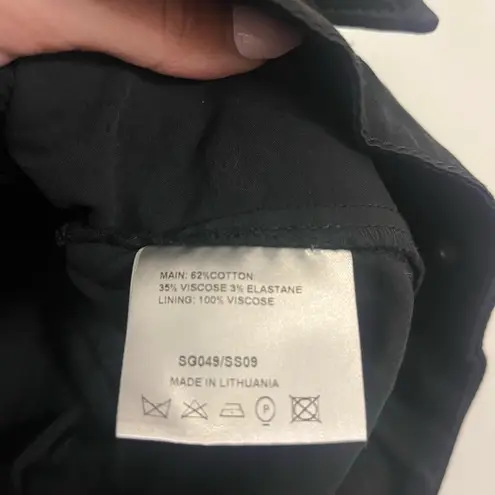 MAIN: 62%COTTON
35% VISCOSE 3% ELASTANE
LINING: 100% VISCOSE
SG049/SS09
MADE IN LITHUANIA
P